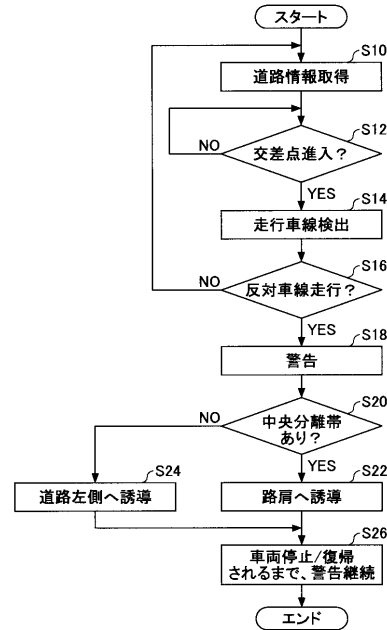 スタート
S10
道路情報取得
S12
交差点進入?
NO
YES
S14
走行車線検出
S16
反対車線走行?
NO
YES
S18
警告
S20
中央分離帯
あり?
NO
YES
S24
道路左側へ誘導
S22
路肩へ誘導
S26
車両停止/復帰
されるまで、警告継続
エンド